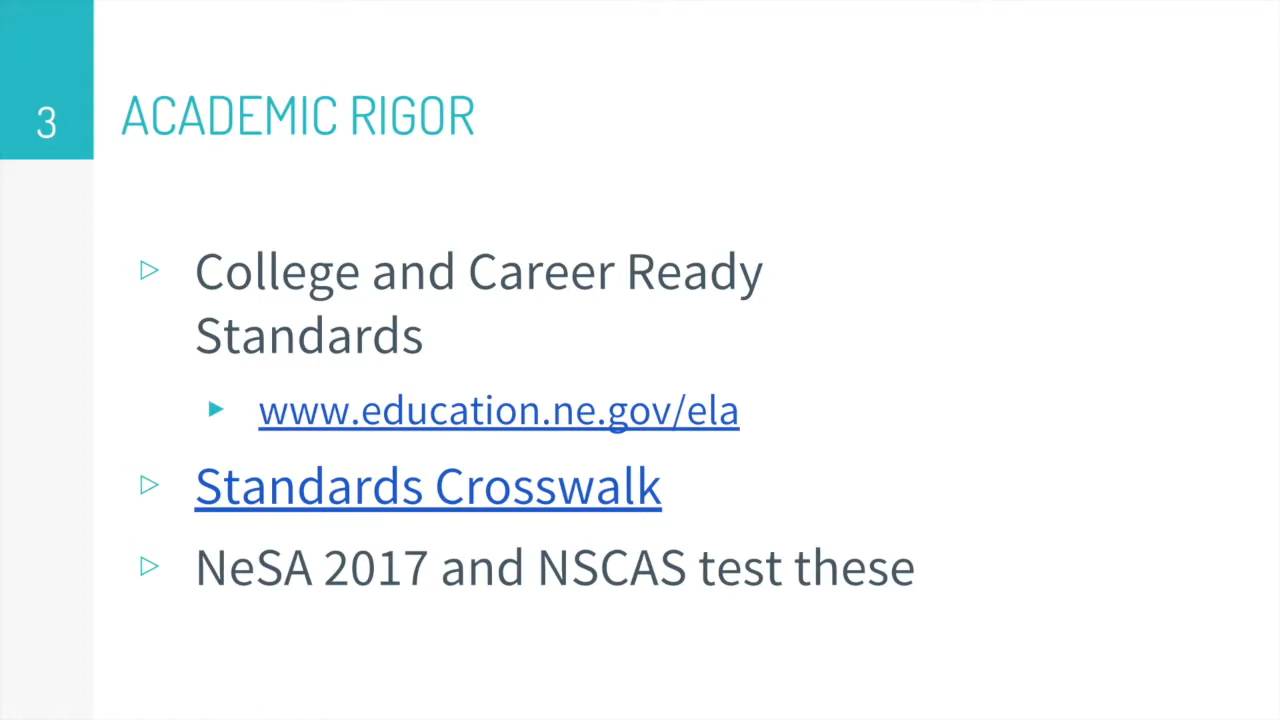 3
ACADEMIC RIGOR
College and Career Ready
Standards
www.education.ne.gov/ela
Standards Crosswalk
NeSA 2017 and NSCAS test these